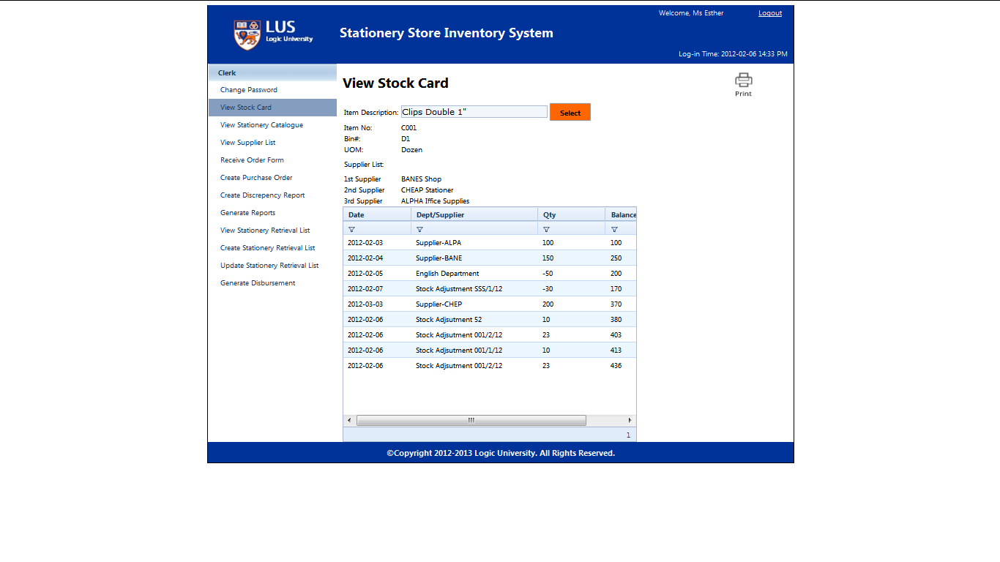 Welcome, Ms Esther Logout
LUS
Logic University
Stationery Store Inventory System
Log-in Time: 2012-02-06 14:33 PM
Clerk
Change Password
View Stock Card
View Stationery Catalogue
View Supplier List
Receive Order Form
Create Purchase Order
Create Discrepency Report
Generate Reports
View Stationery Retrieval List
Create Stationery Retrieval List
Update Stationery Retrieval List
Generate Disbursement
View Stock Card
Print
Item Description: Clips Double 1" Select
Item No: C001
Bin#: D1
UOM: Dozen
Supplier List:
1st Supplier BANES Shop
2nd Supplier CHEAP Stationer
3rd Supplier ALPHA Iffice Supplies
Date Dept/Supplier Qty Balance
2012-02-03 Supplier-ALPA 100 100
2012-02-04 Supplier-BANE 150 250
2012-02-05 English Department -50 200
2012-02-07 Stock Adjustment SSS/1/12 -30 170
2012-03-03 Supplier-CHEP 200 370
2012-02-06 Stock Adjsutment 52 10 380
2012-02-06 Stock Adjsutment 001/2/12 23 403
2012-02-06 Stock Adjsutment 001/1/12 10 413
2012-02-06 Stock Adjsutment 001/2/12 23 436
1
©Copyright 2012-2013 Logic University. All Rights Reserved.